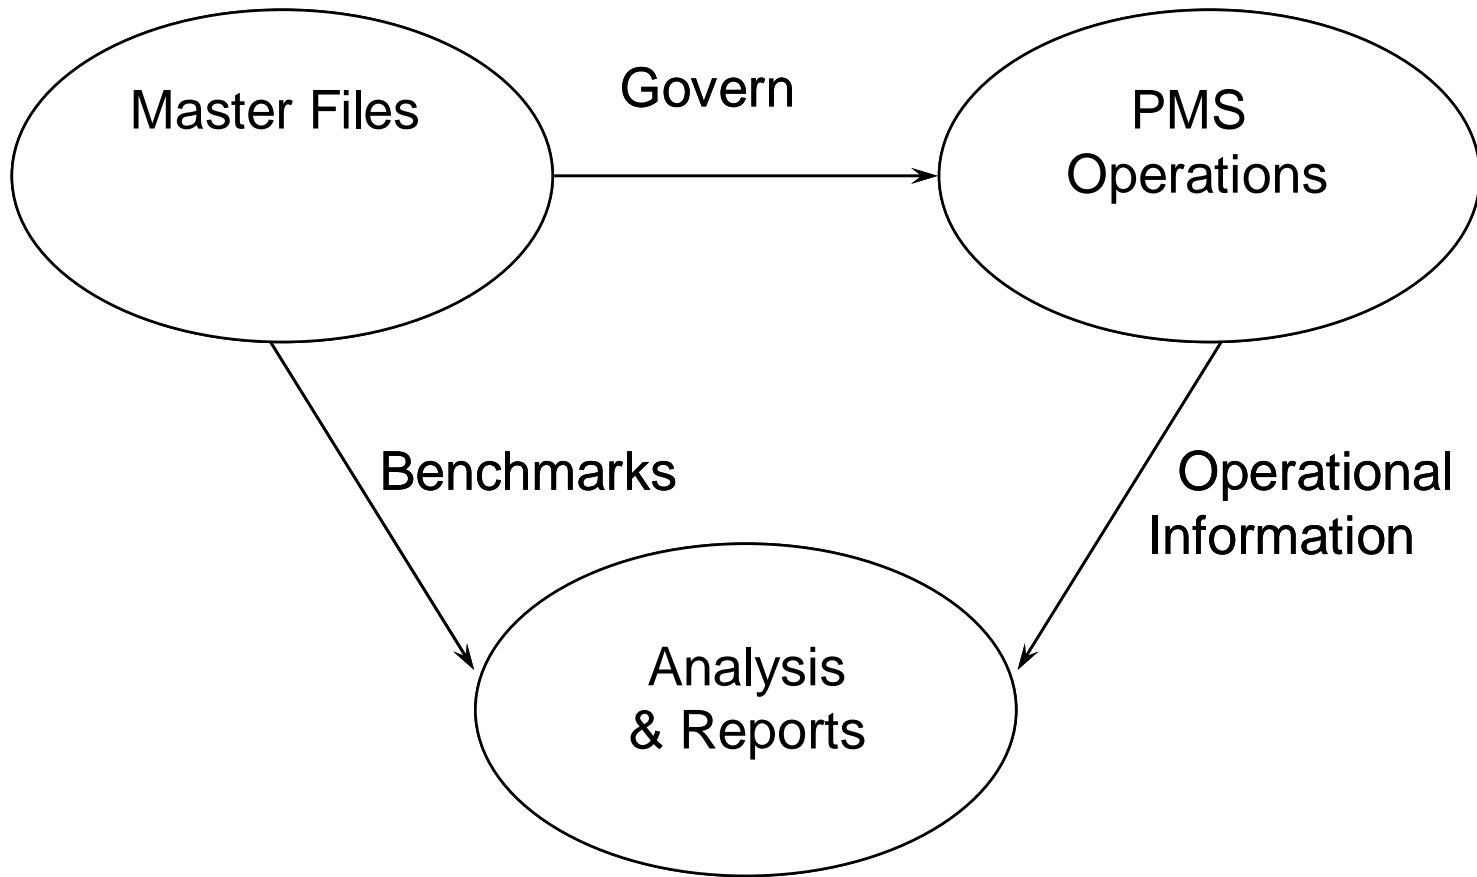 Master Files
Govern
PMS
Operations
Benchmarks
Operational
Information
Analysis
& Reports